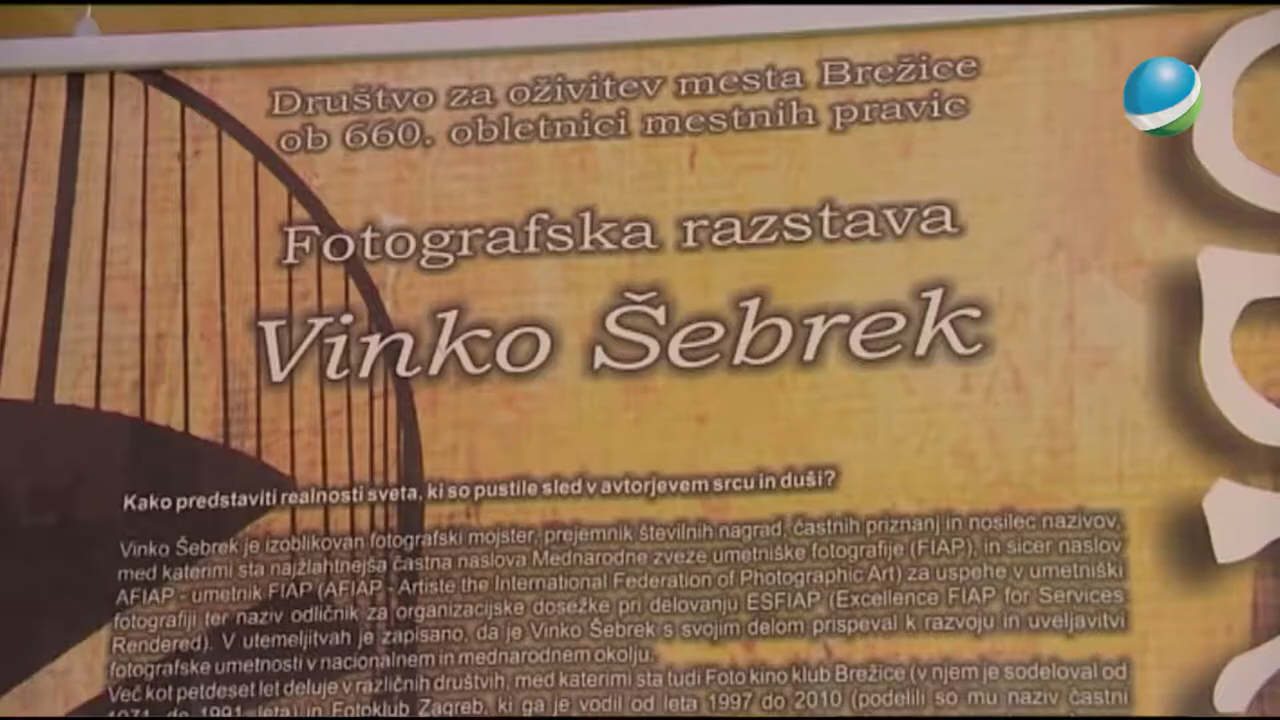 Društvo za oživitev mesta Brežice
ob 660. obletnici mestnih pravic
Fotografska razstava
Vinko Šebrek
Kako predstaviti realnosti sveta, ki so pustile sled v avtorjevem srcu in duši?
Vinko Šebrek je izoblikovan fotografski mojster, prejemnik številnih nagrad, častnih priznanj in nosilec nazivov,
med katerimi sta najžlahtnejša častna naslova Mednarodne zveze umetniške fotografije (FIAP), in sicer naslov
AFIAP - umetnik FIAP (AFIAP - Artiste the International Federation of Photographic Art) za uspehe v umetniški
fotografiji ter naziv odličnik za organizacijske dosežke pri delovanju ESFIAP (Excellence FIAP for Services
Rendered). V utemeljitvah je zapisano, da je Vinko Šebrek s svojim delom prispeval k razvoju in uveljavitvi
fotografske umetnosti v nacionalnem in mednarodnem okolju.
Več kot petdeset let deluje v različnih društvih, med katerimi sta tudi Foto kino klub Brežice (v njem je sodeloval od
1971. do 1991. leta) in Fotoklub Zagreb, ki ga je vodil od leta 1997 do 2010 (podelili so mu naziv častni